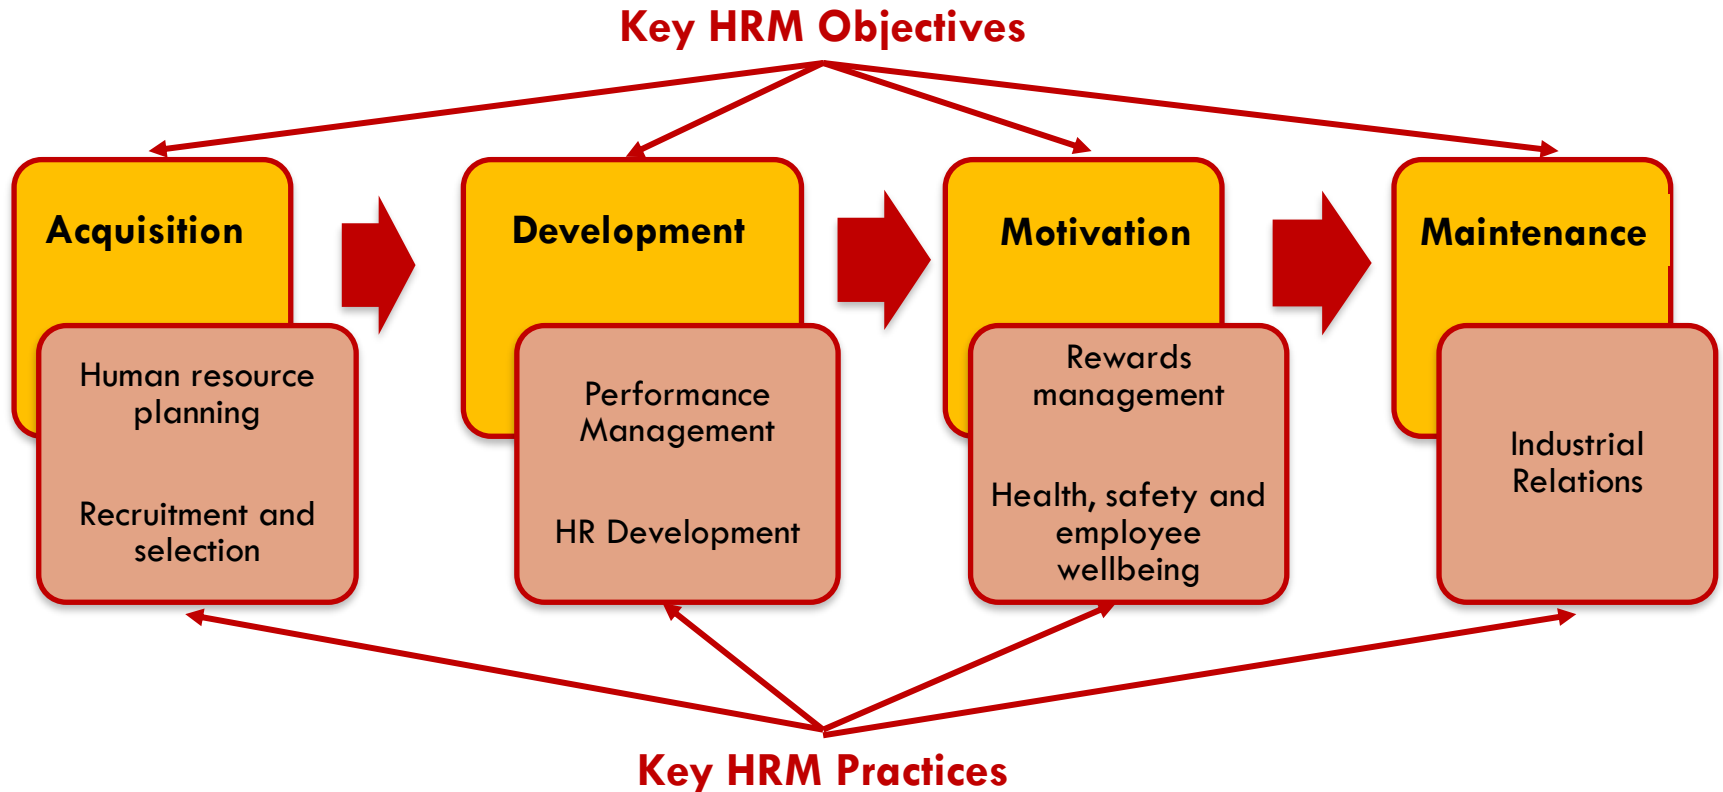 Key HRM Objectives
Acquisition
Development
Motivation
Maintenance
Human resource
planning
Recruitment and
selection
Performance
Management
HR Development
Rewards
management
Health, safety and
employee
wellbeing
Industrial
Relations
Key HRM Practices